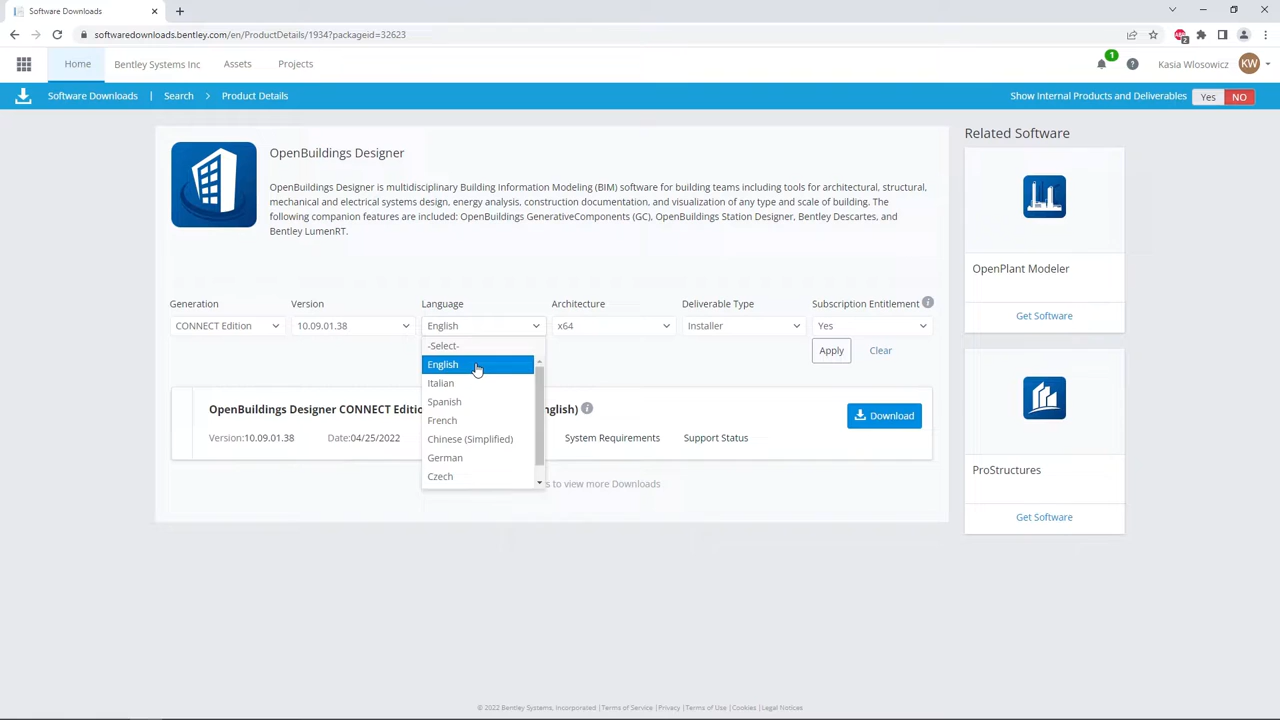 Software Downloads
softwaredownloads.bentley.com/en/ProductDetails/1934?packageid=32623
2
Home
Bentley Systems Inc
Assets
Projects
1
Kasia Wlosowicz
KW
Software Downloads | Search > Product Details
Show Internal Products and Deliverables Yes NO
OpenBuildings Designer
OpenBuildings Designer is multidisciplinary Building Information Modeling (BIM) software for building teams including tools for architectural, structural,
mechanical and electrical systems design, energy analysis, construction documentation, and visualization of any type and scale of building. The
following companion features are included: OpenBuildings GenerativeComponents (GC), OpenBuildings Station Designer, Bentley Descartes, and
Bentley LumenRT.
Generation Version Language Architecture Deliverable Type Subscription Entitlement
CONNECT Edition 10.09.01.38 English x64 Installer Yes
-Select-
English
Italian
Spanish
French
Chinese (Simplified)
German
Czech
Apply Clear
OpenBuildings Designer CONNECT Editio nglish)
Download
Version:10.09.01.38 Date:04/25/2022 System Requirements Support Status
s to view more Downloads
Related Software
OpenPlant Modeler
Get Software
ProStructures
Get Software
© 2022 Bentley Systems, Incorporated |Terms of Service |Privacy |Terms of Use |Cookies |Legal Notices